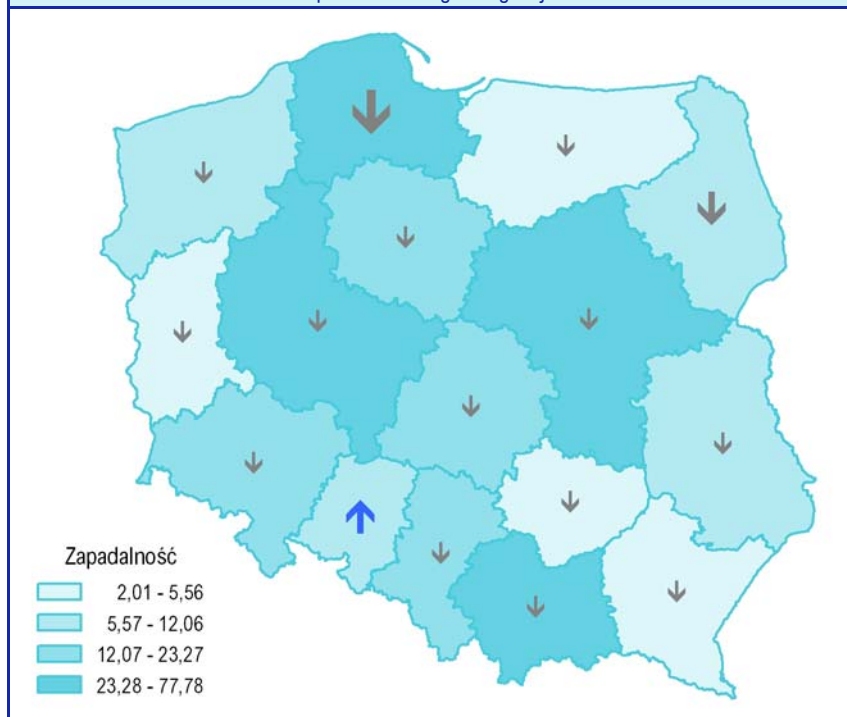 Zapadalność
2,01 - 5,56
5,57 - 12,06
12,07 - 23,27
23,28 - 77,78